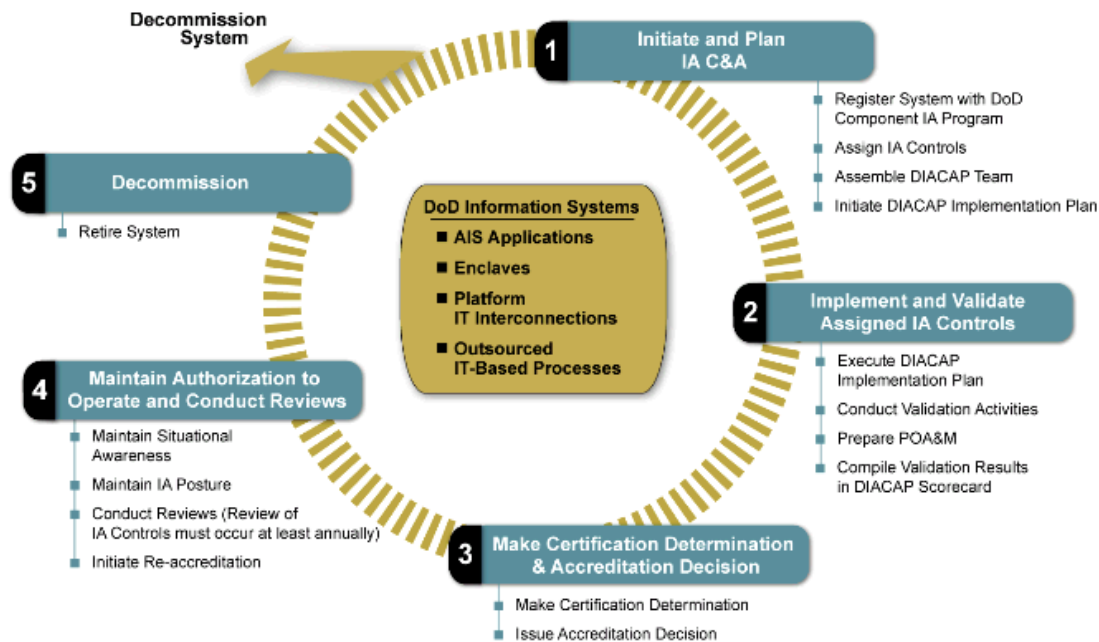 Decommission
System
1
Initiate and Plan
IA C&A
Register System with DoD
Component IA Program
Assign IA Controls
Assemble DIACAP Team
Initiate DIACAP Implementation Plan
5
Decommission
Retire System
DoD Information Systems
AIS Applications
Enclaves
Platform
IT Interconnections
Outsourced
IT-Based Processes
2
Implement and Validate
Assigned IA Controls
Execute DIACAP
Implementation Plan
Conduct Validation Activities
Prepare POA&M
Compile Validation Results
in DIACAP Scorecard
4
Maintain Authorization to
Operate and Conduct Reviews
Maintain Situational
Awareness
Maintain IA Posture
Conduct Reviews (Review of
IA Controls must occur at least annually)
Initiate Re-accreditation
3
Make Certification Determination
& Accreditation Decision
Make Certification Determination
Issue Accreditation Decision